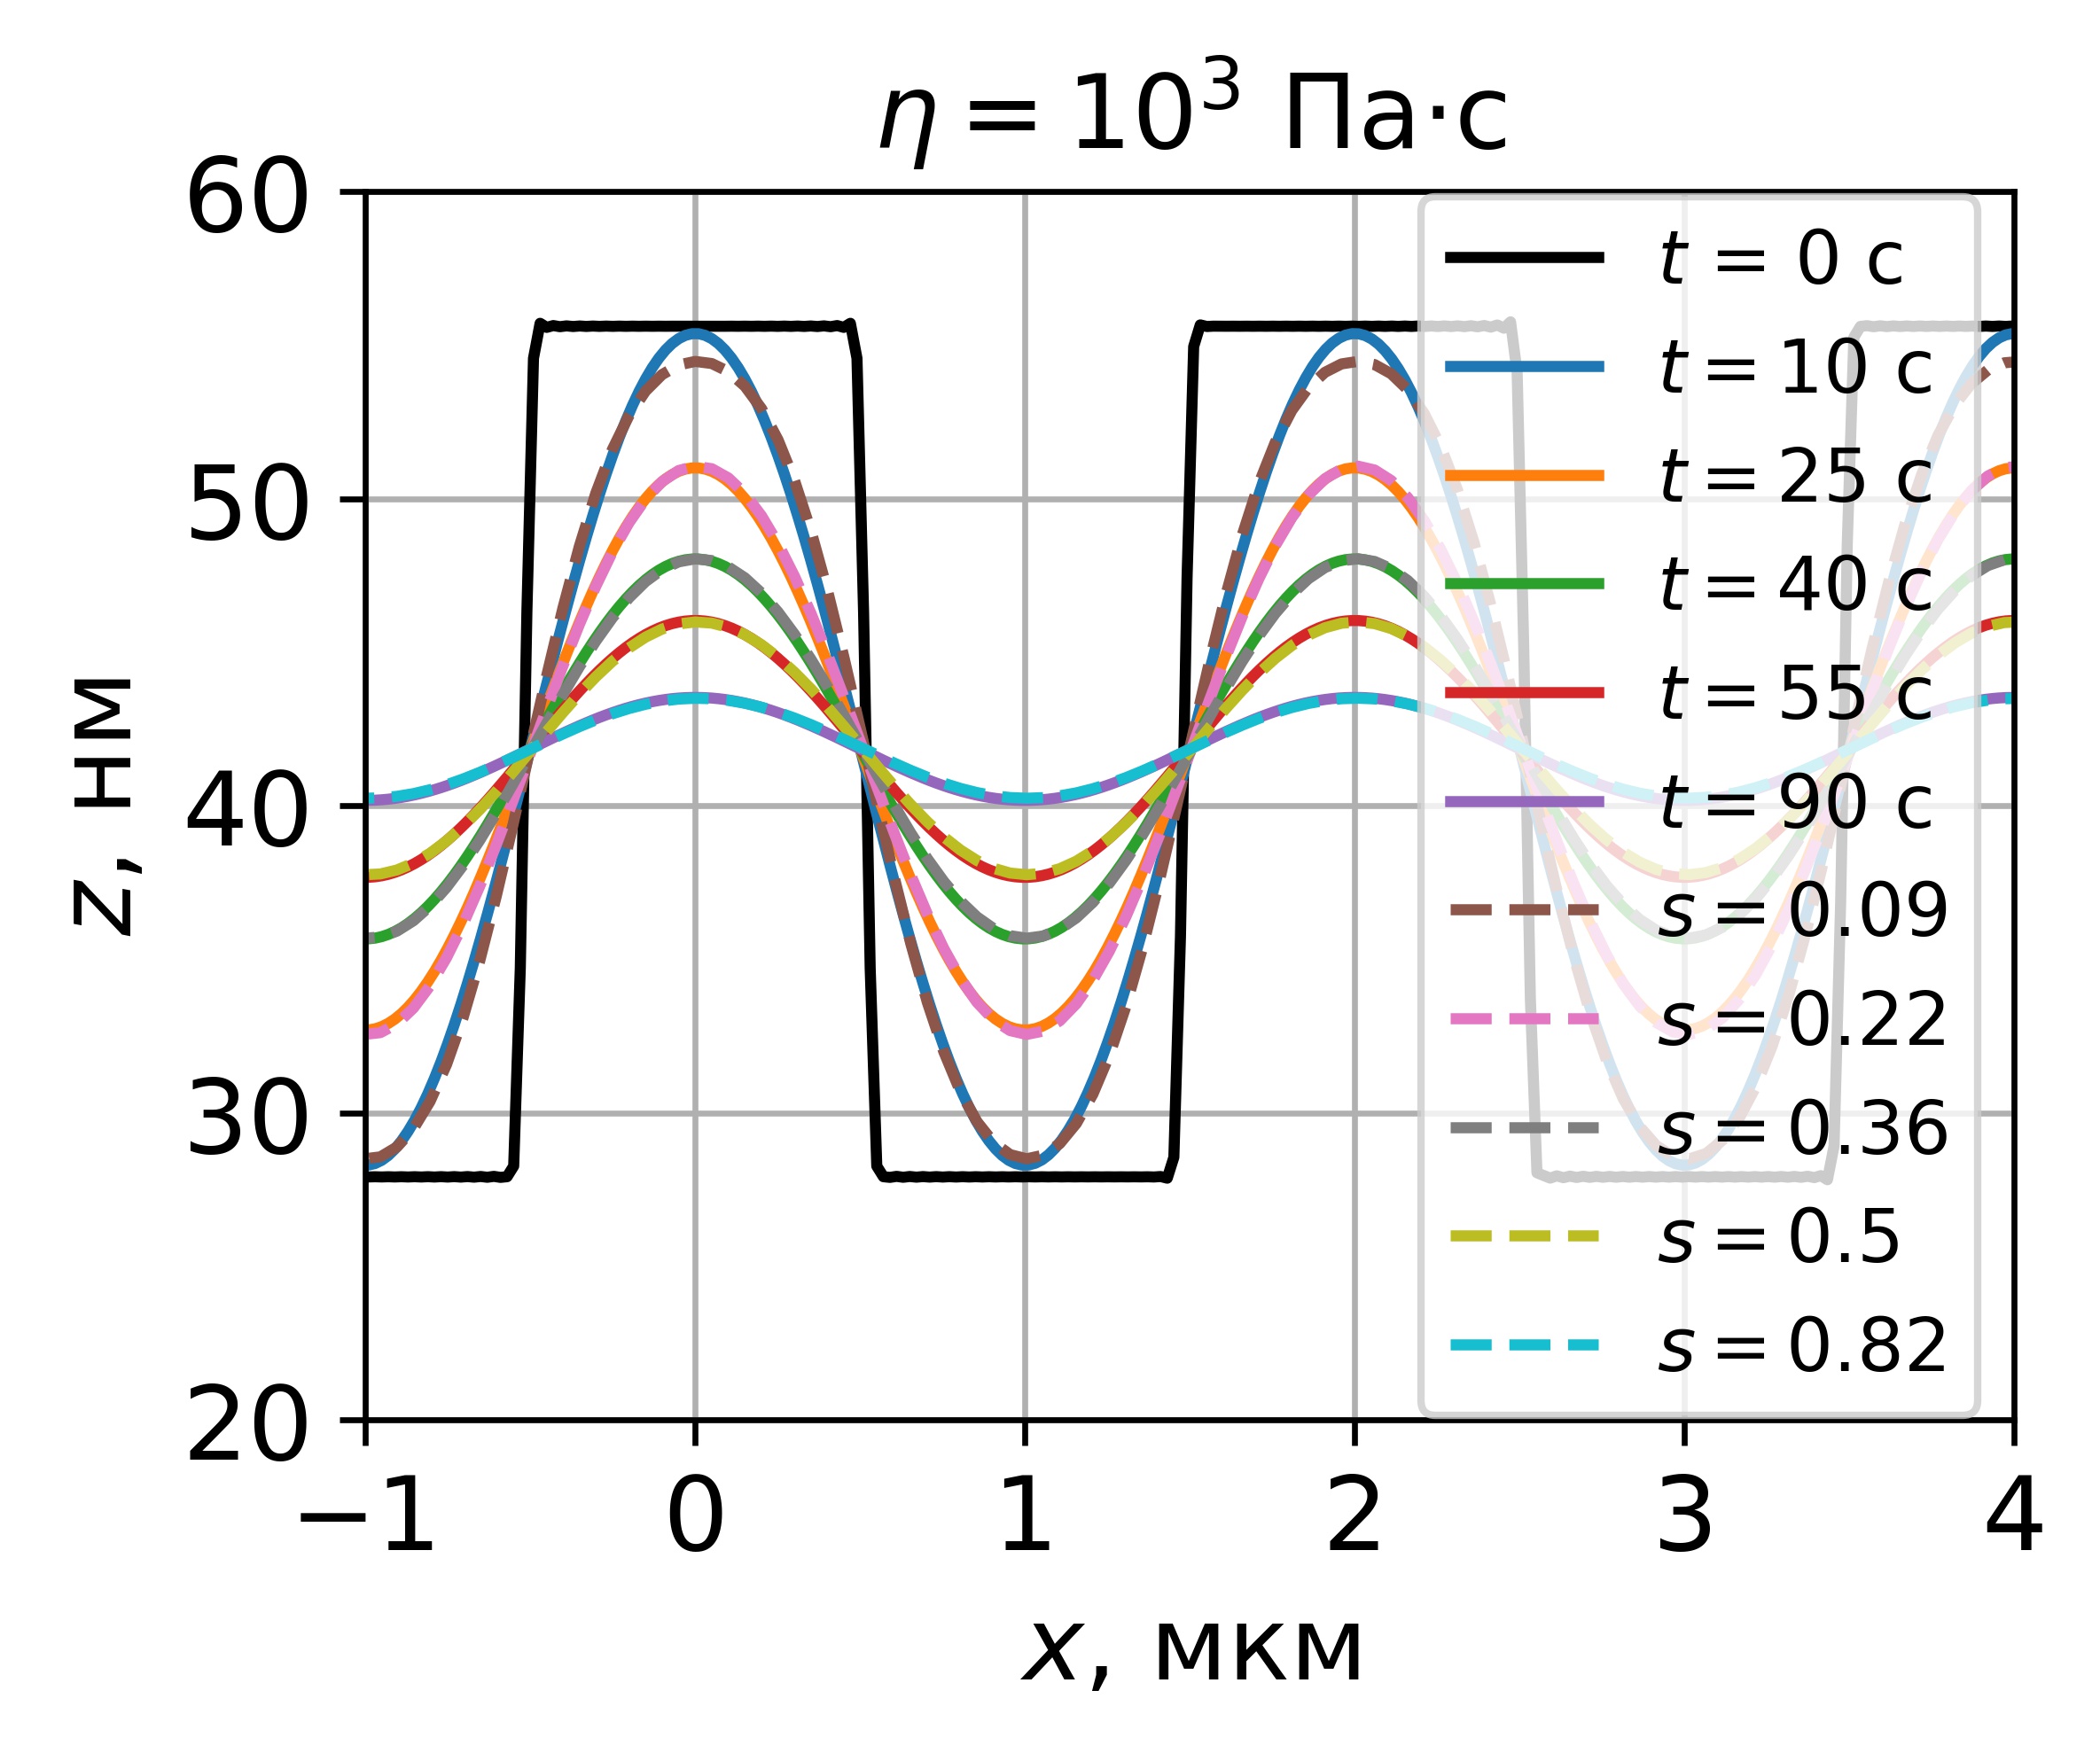 η = 10³ Па·с
z, нм
60
50
40
30
20
t = 0 с
t = 10 с
t = 25 с
t = 40 с
t = 55 с
t = 90 с
s = 0.09
s = 0.22
s = 0.36
s = 0.5
s = 0.82
−1 0 1 2 3 4
x, мкм